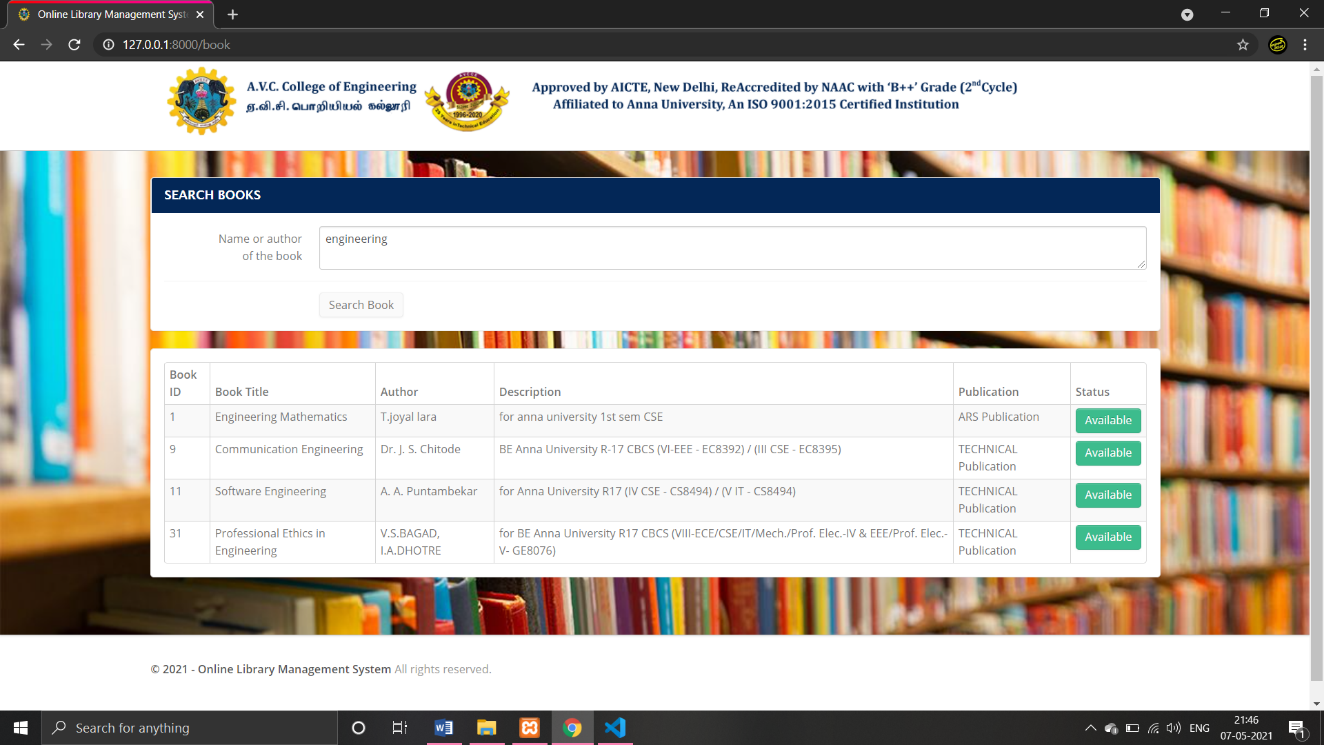 Online Library Management Syst
127.0.0.1:8000/book
A.V.C. College of Engineering
ஏ.வி.சி. பொறியியல் கல்லூரி
1996-2020
Approved by AICTE, New Delhi, ReAccredited by NAAC with ‘B++’ Grade (2ndCycle)
Affiliated to Anna University, An ISO 9001:2015 Certified Institution
SEARCH BOOKS
Name or author
of the book
engineering
Search Book
Book
ID Book Title Author Description Publication Status
1 Engineering Mathematics T.joyal lara for anna university 1st sem CSE ARS Publication Available
9 Communication Engineering Dr. J. S. Chitode BE Anna University R-17 CBCS (VI-EEE - EC8392) / (III CSE - EC8395) TECHNICAL Available
Publication
11 Software Engineering A. A. Puntambekar for Anna University R17 (IV CSE - CS8494) / (V IT - CS8494) TECHNICAL Available
Publication
31 Professional Ethics in V.S.BAGAD, for BE Anna University R17 CBCS (VIII-ECE/CSE/IT/Mech./Prof. Elec.-IV & EEE/Prof. Elec.- TECHNICAL Available
Engineering I.A.DHOTRE V- GE8076) Publication
© 2021 - Online Library Management System All rights reserved.
Search for anything
ENG
21:46
07-05-2021
1